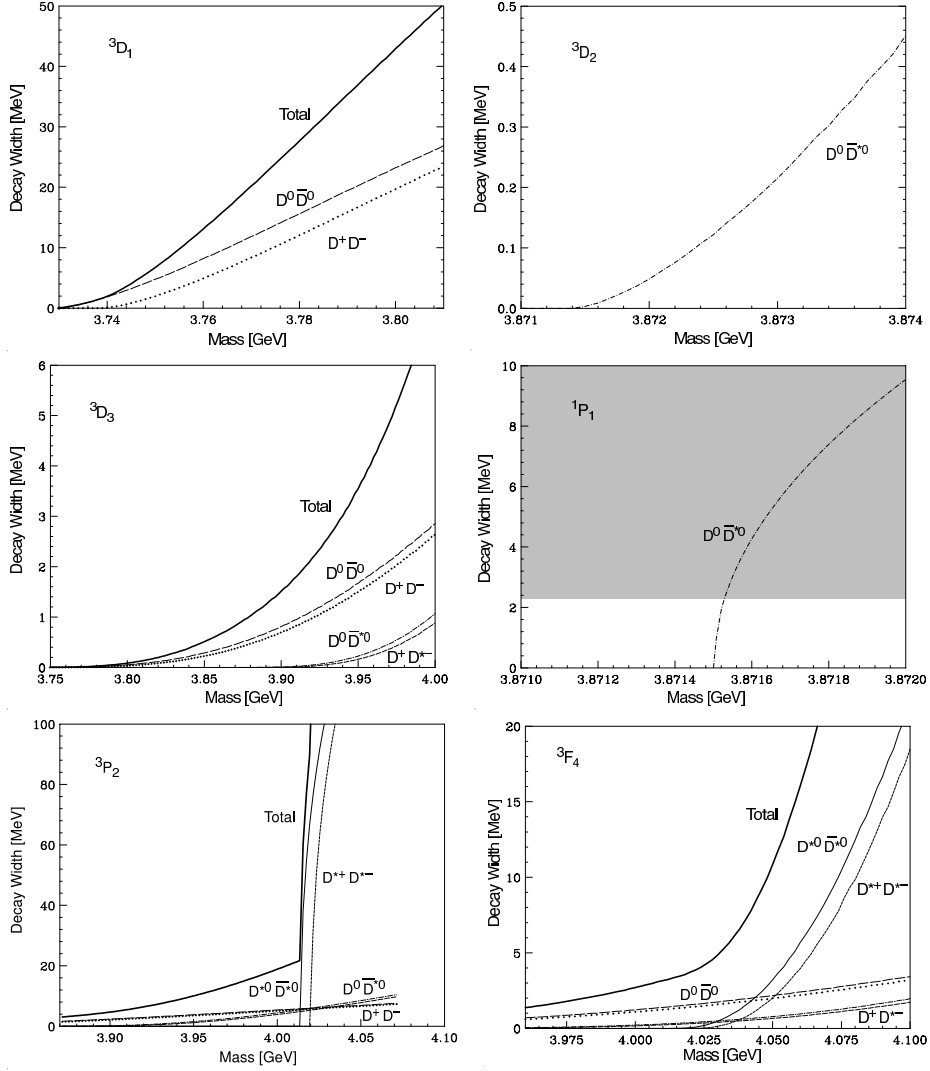 ³D₁
Total
D⁰D̅⁰
D⁺D⁻
50
40
30
20
10
0
3.74
3.76
3.78
3.80
Mass [GeV]
Decay Width [MeV]
³D₂
D⁰D̅*⁰
0.5
0.4
0.3
0.2
0.1
0.0
3.871
3.872
3.873
3.874
Mass [GeV]
Decay Width [MeV]
³D₃
Total
D⁰D̅⁰
D⁺D⁻
D⁰D̅*⁰
D⁺D*⁻
6
5
4
3
2
1
0
3.75
3.80
3.85
3.90
3.95
4.00
Mass [GeV]
Decay Width [MeV]
¹P₁
D⁰D̅*⁰
10
8
6
4
2
0
3.8710
3.8712
3.8714
3.8716
3.8718
3.8720
Mass [GeV]
Decay Width [MeV]
³P₂
Total
D*⁺D*⁻
D*⁰D̅*⁰
D⁰D̅*⁰
D⁺D⁻
100
80
60
40
20
0
3.90
3.95
4.00
4.05
4.10
Mass [GeV]
Decay Width [MeV]
³F₄
Total
D*⁰D̅*⁰
D*⁺D*⁻
D⁰D̅⁰
D⁺D*⁻
20
15
10
5
0
3.975
4.000
4.025
4.050
4.075
4.100
Mass [GeV]
Decay Width [MeV]